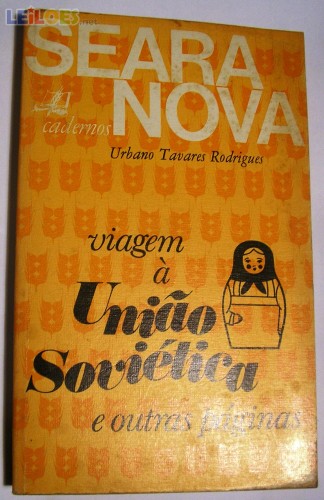 LEiLOES
SEARA
NOVA
cadernos
Urbano Tavares Rodrigues
viagem
à
União
Soviética
e outras páginas